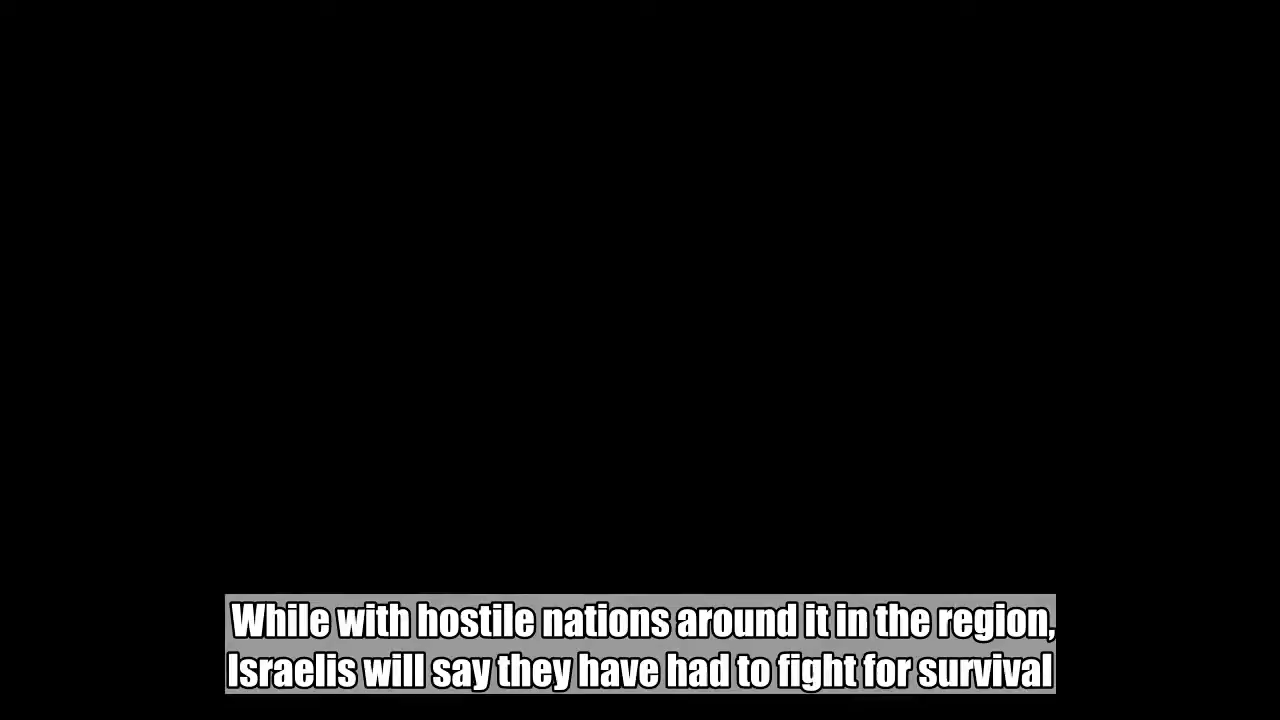 While with hostile nations around it in the region,
Israelis will say they have had to fight for survival